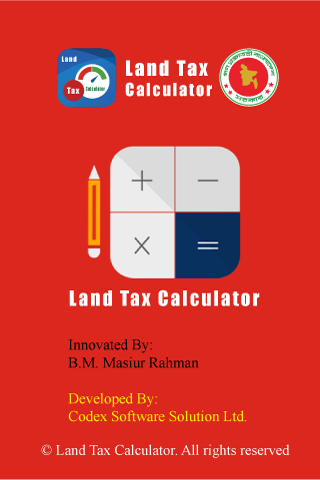 Land
Tax
Calculator
Land Tax
Calculator
+ −
× =
Land Tax Calculator
Innovated By:
B.M. Masiur Rahman
Developed By:
Codex Software Solution Ltd.
© Land Tax Calculator. All rights reserved